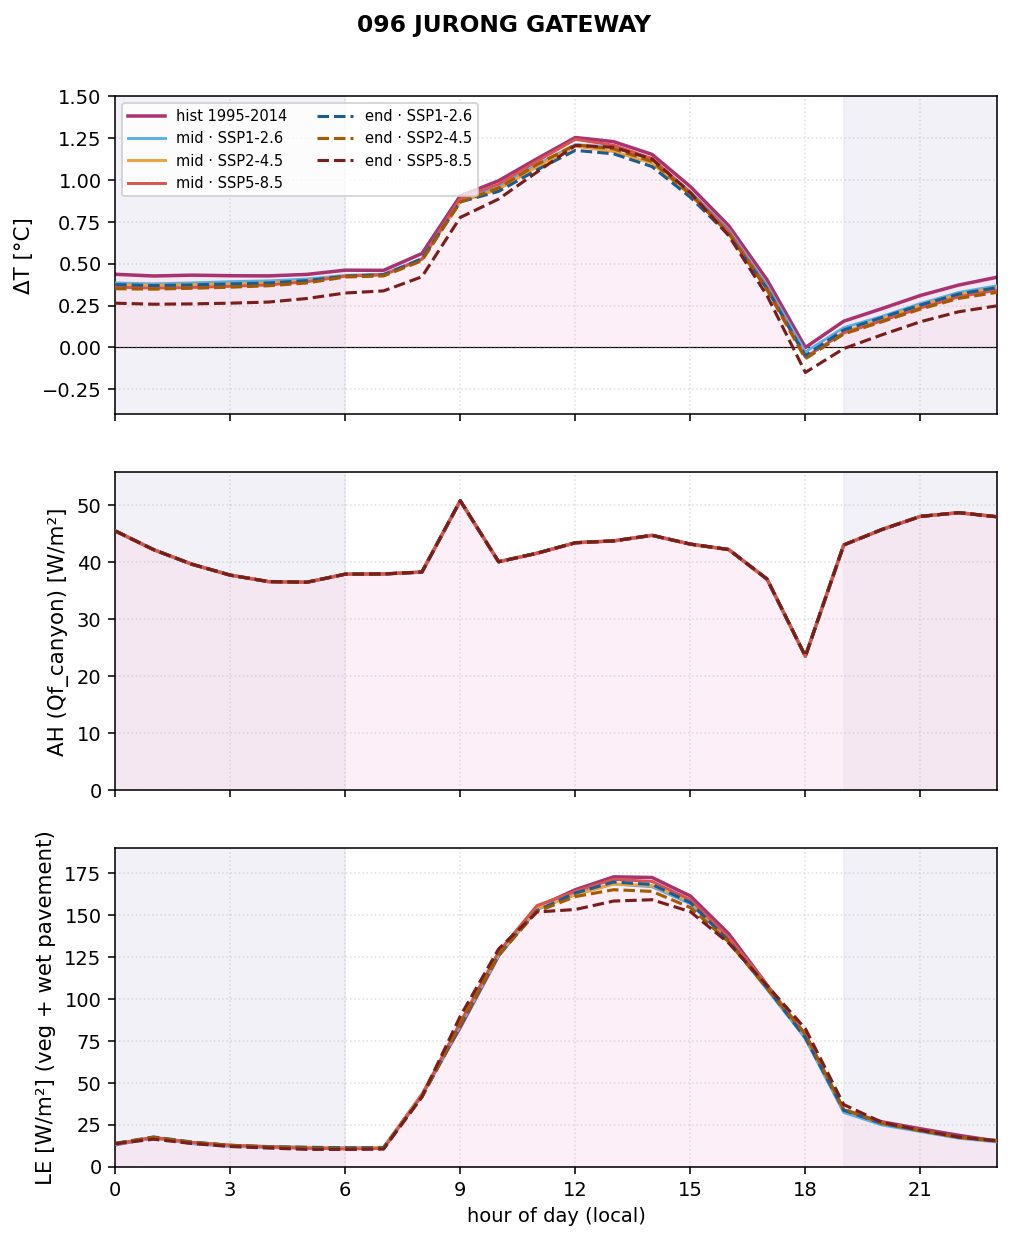 096 JURONG GATEWAY
ΔT [°C]
1.50
1.25
1.00
0.75
0.50
0.25
0.00
−0.25
hist 1995-2014
mid · SSP1-2.6
mid · SSP2-4.5
mid · SSP5-8.5
end · SSP1-2.6
end · SSP2-4.5
end · SSP5-8.5
AH (Qf_canyon) [W/m²]
50
40
30
20
10
0
LE [W/m²] (veg + wet pavement)
175
150
125
100
75
50
25
0
0 3 6 9 12 15 18 21
hour of day (local)